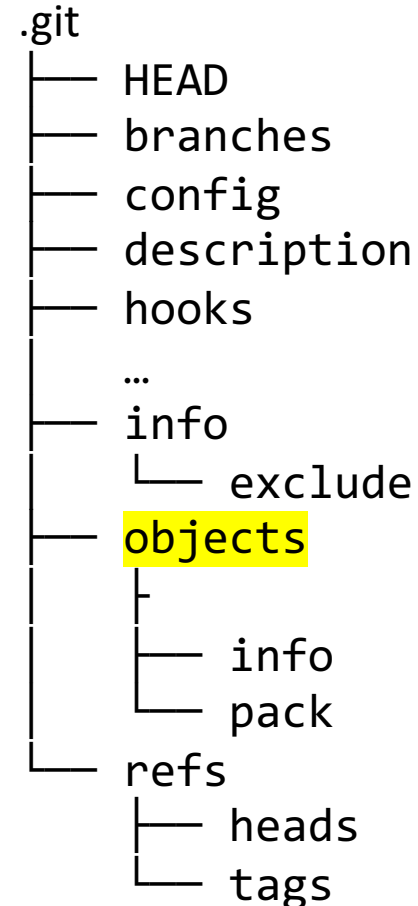 .git
├── HEAD
├── branches
├── config
├── description
├── hooks
│   …
├── info
│   └── exclude
├── objects
│   ├
│   ├── info
│   └── pack
└── refs
    ├── heads
    └── tags